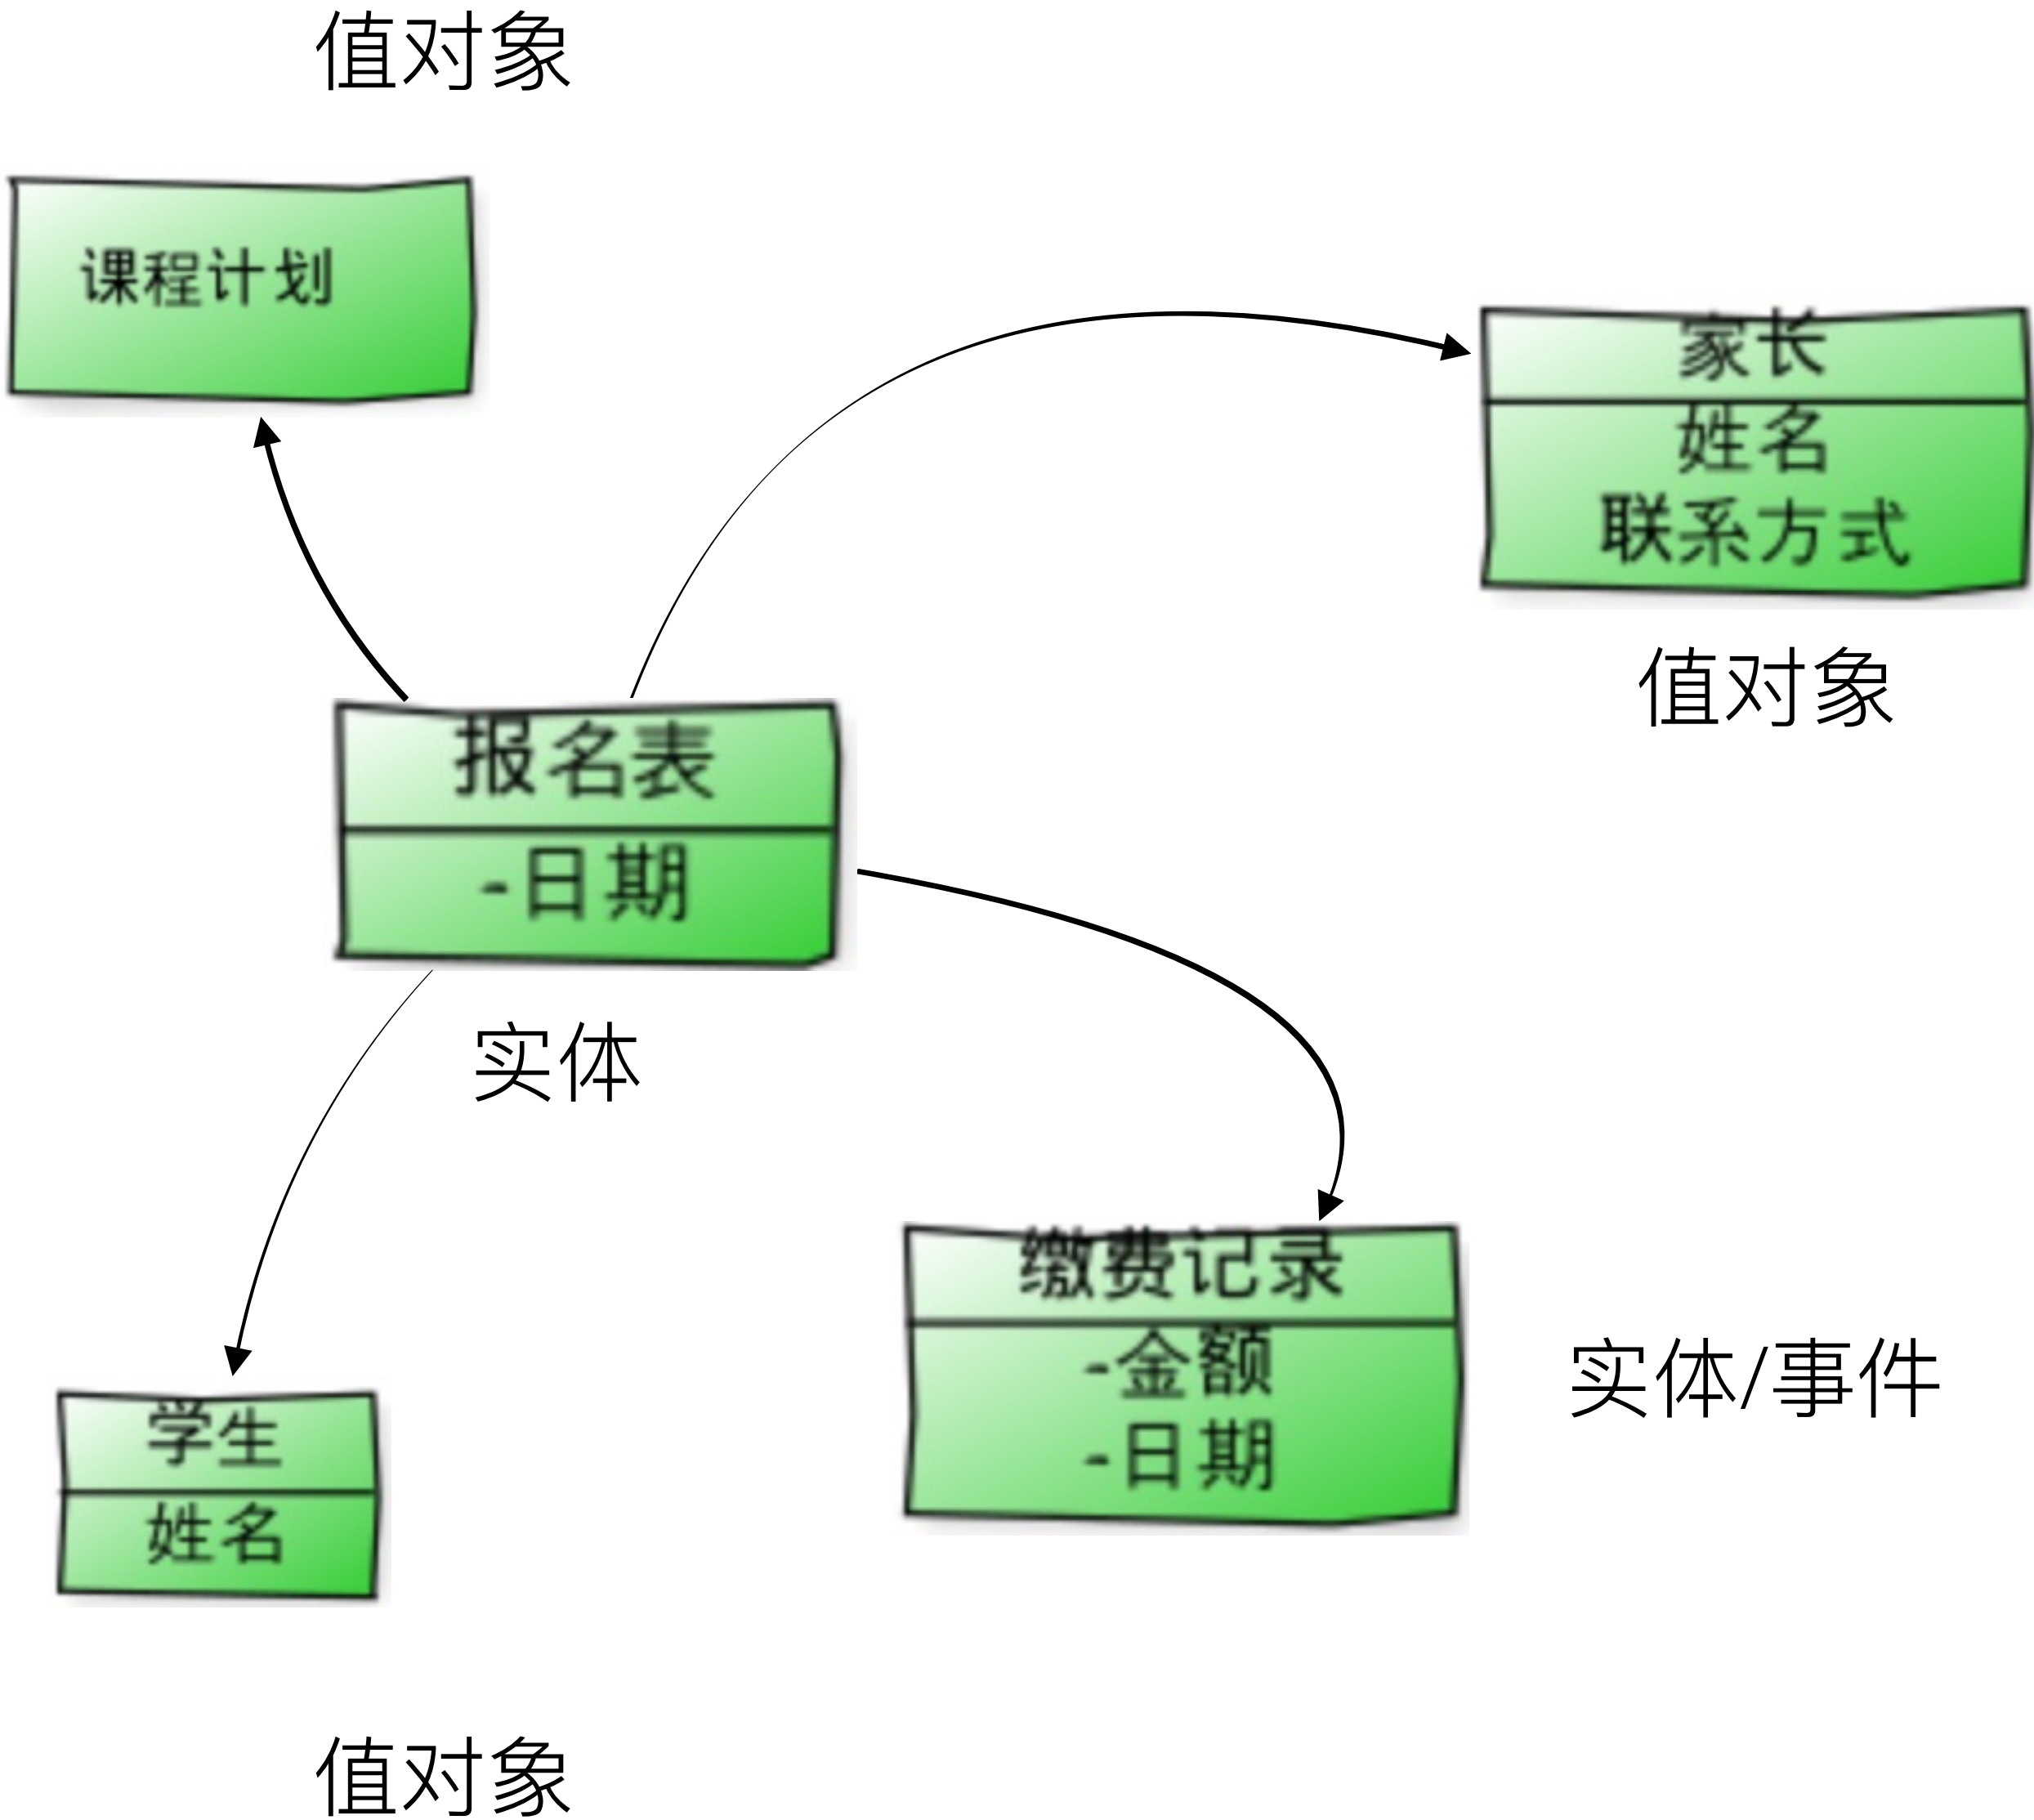 值对象
课程计划
家长
姓名
联系方式
值对象
报名表
-日期
实体
缴费记录
-金额
-日期
实体/事件
学生
姓名
值对象